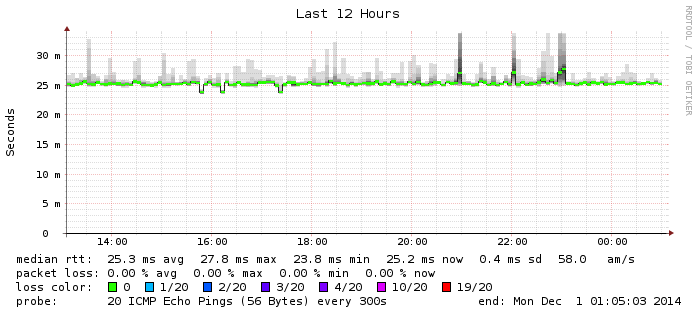 Last 12 Hours
RRDTOOL / TOBI OETIKER
Seconds
30 m
25 m
20 m
15 m
10 m
5 m
0
14:00 16:00 18:00 20:00 22:00 00:00
median rtt: 25.3 ms avg 27.8 ms max 23.8 ms min 25.2 ms now 0.4 ms sd 58.0 am/s
packet loss: 0.00 % avg 0.00 % max 0.00 % min 0.00 % now
loss color: 0 1/20 2/20 3/20 4/20 10/20 19/20
probe: 20 ICMP Echo Pings (56 Bytes) every 300s end: Mon Dec 1 01:05:03 2014